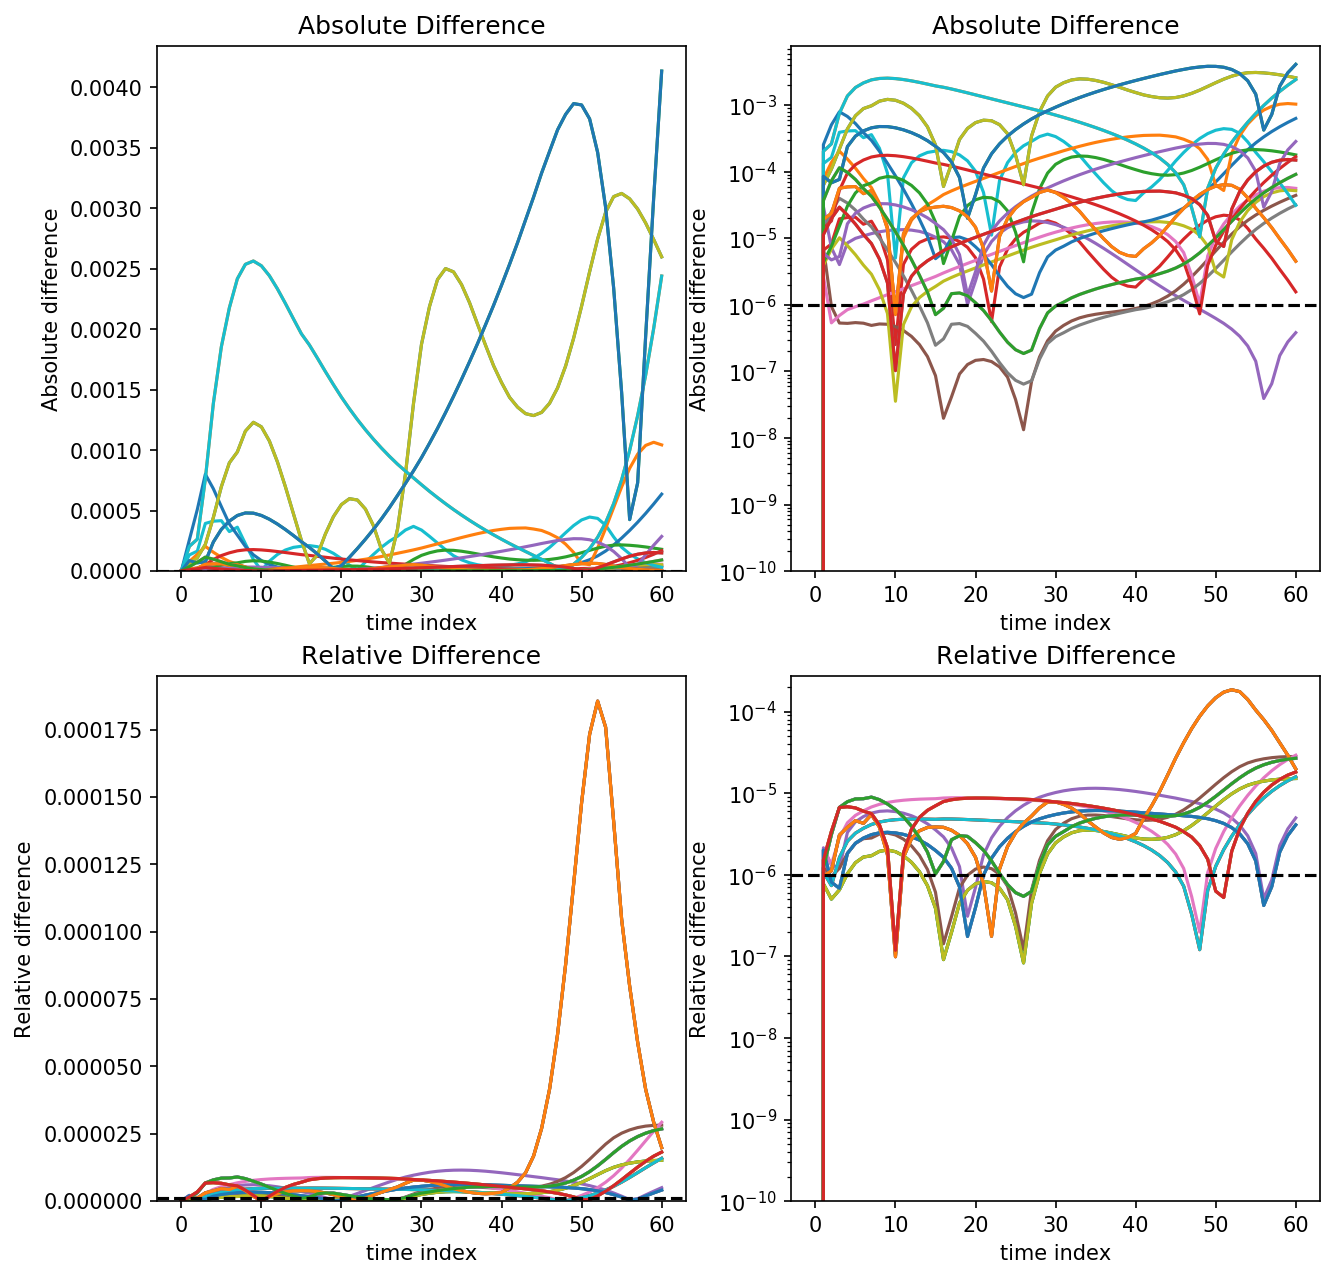 Absolute Difference
Absolute difference
0.0040
0.0035
0.0030
0.0025
0.0020
0.0015
0.0010
0.0005
0.0000
0 10 20 30 40 50 60
time index
Absolute Difference
Absolute difference
10⁻³
10⁻⁴
10⁻⁵
10⁻⁶
10⁻⁷
10⁻⁸
10⁻⁹
10⁻¹⁰
0 10 20 30 40 50 60
time index
Relative Difference
Relative difference
0.000175
0.000150
0.000125
0.000100
0.000075
0.000050
0.000025
0.000000
0 10 20 30 40 50 60
time index
Relative Difference
Relative difference
10⁻⁴
10⁻⁵
10⁻⁶
10⁻⁷
10⁻⁸
10⁻⁹
10⁻¹⁰
0 10 20 30 40 50 60
time index